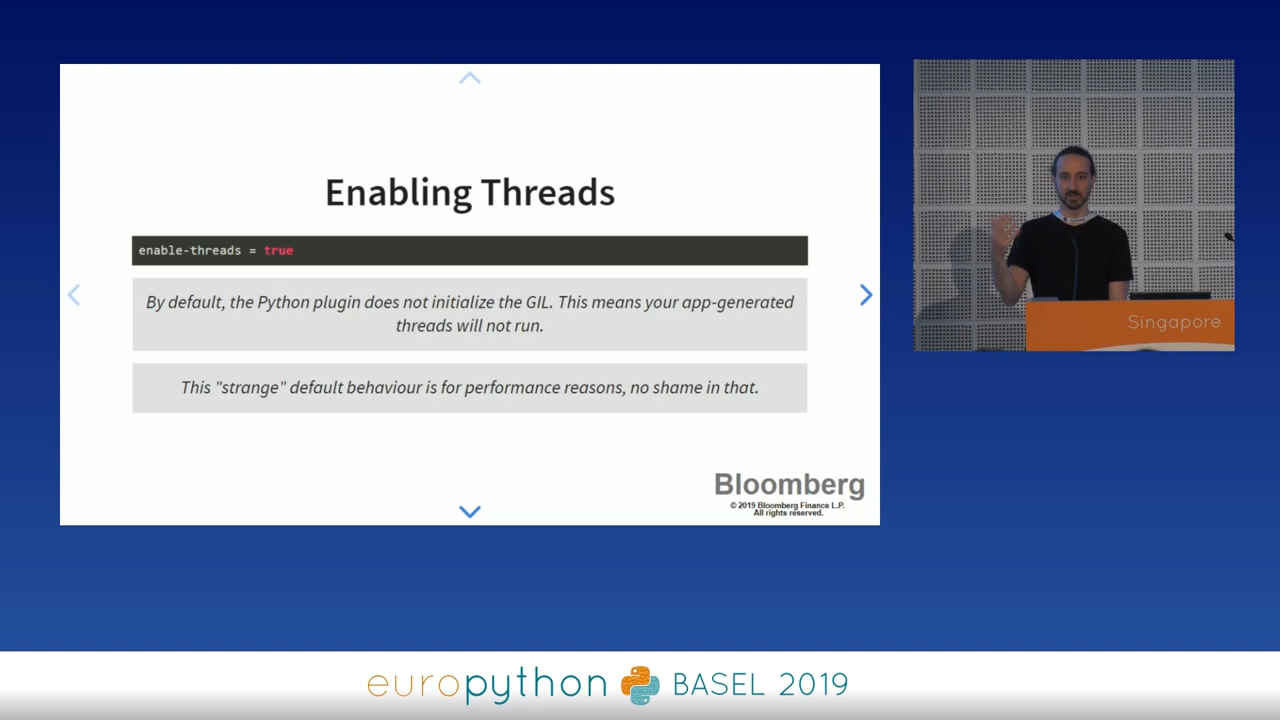 Enabling Threads
enable-threads = true
By default, the Python plugin does not initialize the GIL. This means your app-generated
threads will not run.
This "strange" default behaviour is for performance reasons, no shame in that.
Bloomberg
© 2019 Bloomberg Finance L.P.
All rights reserved.
Singapore
europython BASEL 2019